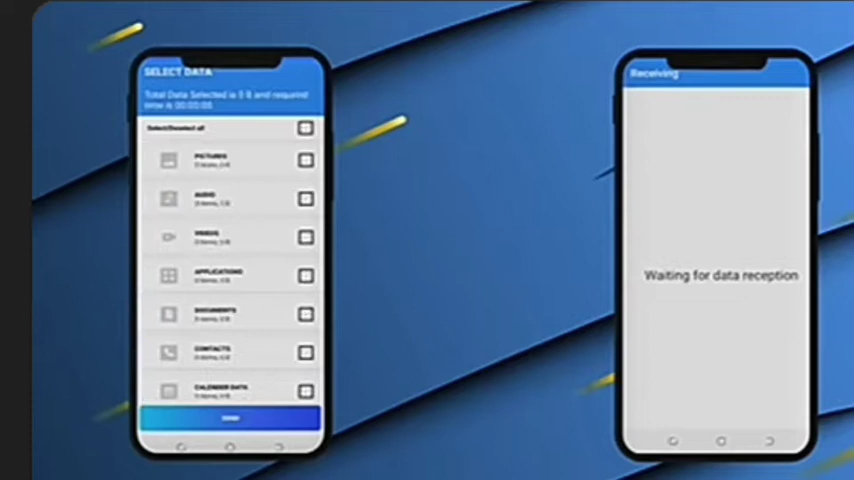 SELECT DATA
Total Data Selected is 0 B and required
time is 00:00:00
Select/Deselect all
PICTURES
AUDIO
VIDEOS
APPLICATIONS
DOCUMENTS
CONTACTS
CALENDER DATA
SEND
Receiving
Waiting for data reception